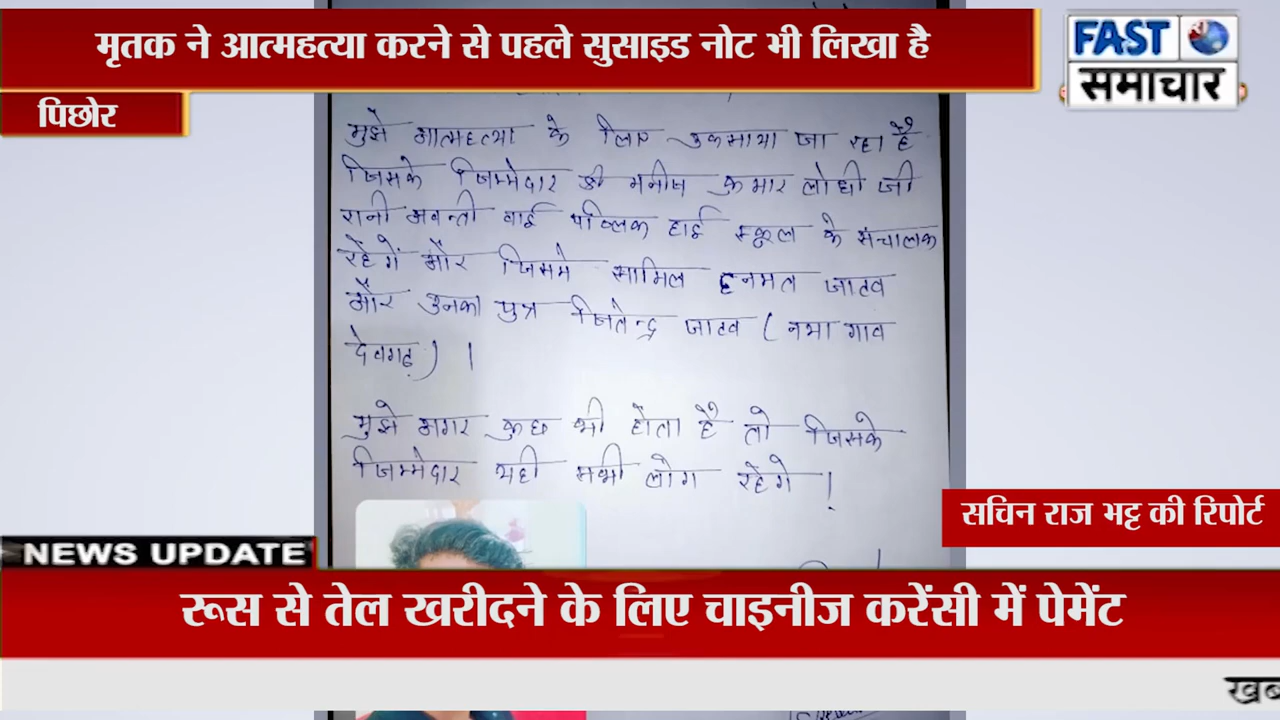 मृतक ने आत्महत्या करने से पहले सुसाइड नोट भी लिखा है
FAST
समाचार
पिछोर
मुझे आत्महत्या के लिए उकसाया जा रहा है
जिसके जिम्मेदार श्री मनीष कुमार लोधी जी
रानी अवन्ती बाई पब्लिक हाई स्कूल के संचालक
रहेगें और जिसमे सामिल हनमत जाटव
और उनका पुत्र जितेन्द्र जाटव (नया गाव
देवगढ़)।
मुझे अगर कुछ भी होता है तो जिसके
जिम्मेदार यही सभी लोग रहेगे।
सचिन राज भट्ट की रिपोर्ट
NEWS UPDATE
रूस से तेल खरीदने के लिए चाइनीज करेंसी में पेमेंट